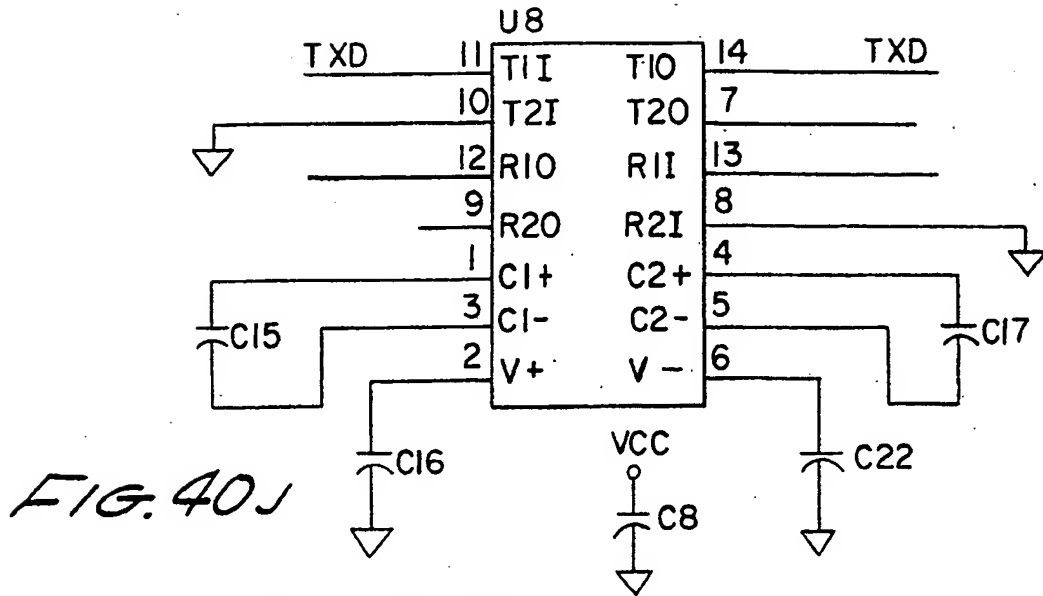 U8
TXD 11 T1I T1O 14 TXD
10 T2I T2O 7
12 R1O R1I 13
9 R2O R2I 8
1 C1+ C2+ 4
3 C1- C2- 5
C15 C17
2 V+ V- 6
C16 VCC C22
C8
FIG. 40J